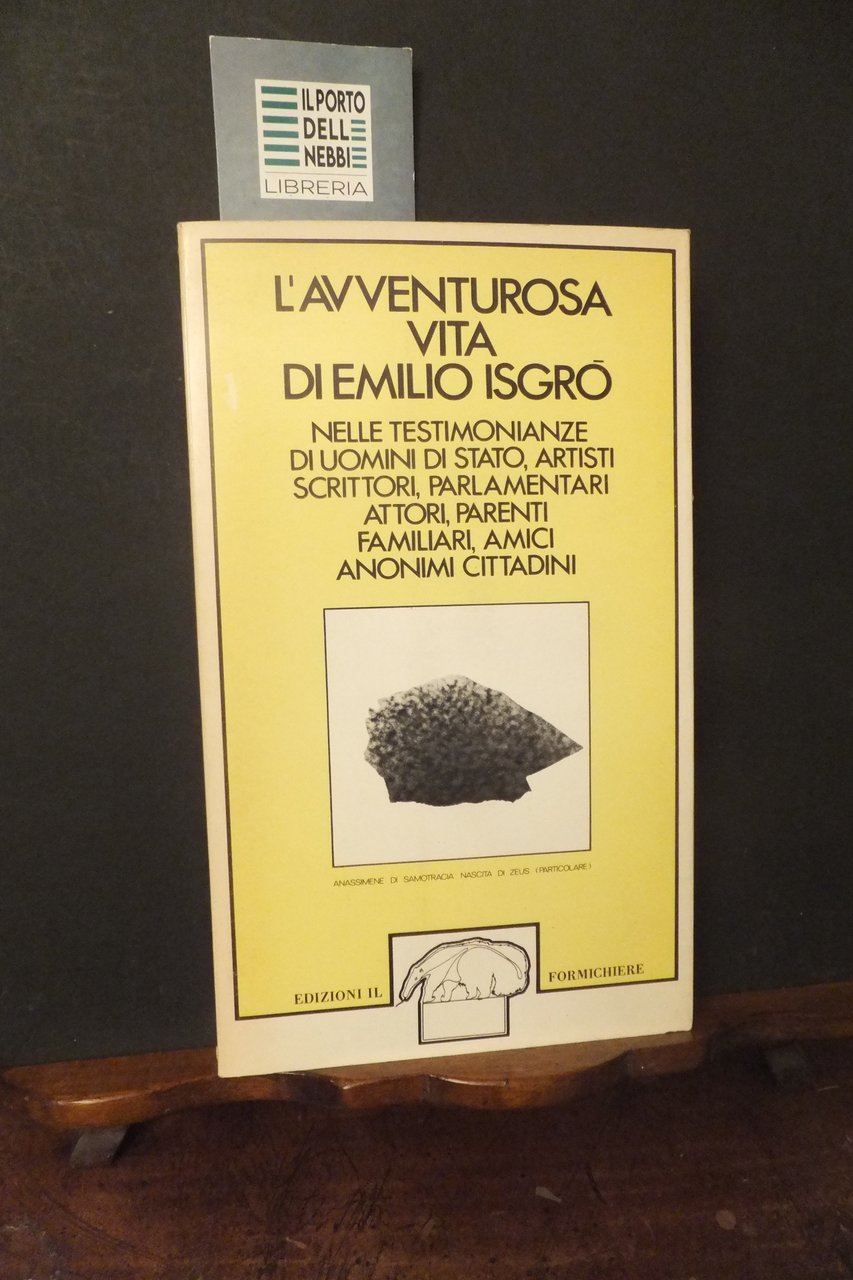 IL PORTO
DELLE
NEBBIE
LIBRERIA
L'AVVENTUROSA
VITA
DI EMILIO ISGRŌ
NELLE TESTIMONIANZE
DI UOMINI DI STATO, ARTISTI
SCRITTORI, PARLAMENTARI
ATTORI, PARENTI
FAMILIARI, AMICI
ANONIMI CITTADINI
ANASSIMENE DI SAMOTRACIA NASCITA DI ZEUS (PARTICOLARE)
EDIZIONI IL FORMICHIERE